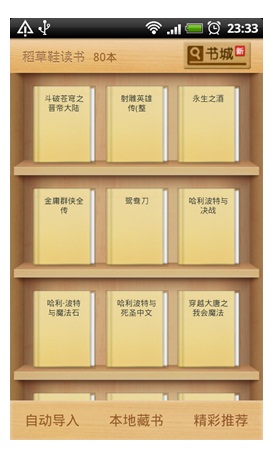 23:33
稻草鞋读书 80本
书城 新
斗破苍穹之
音帝大陆
射雕英雄
传(整
永生之酒
金庸群侠全
传
鸳鸯刀
哈利波特与
决战
哈利·波特
与魔法石
哈利波特与
死圣中文
穿越大唐之
我会魔法
自动导入
本地藏书
精彩推荐